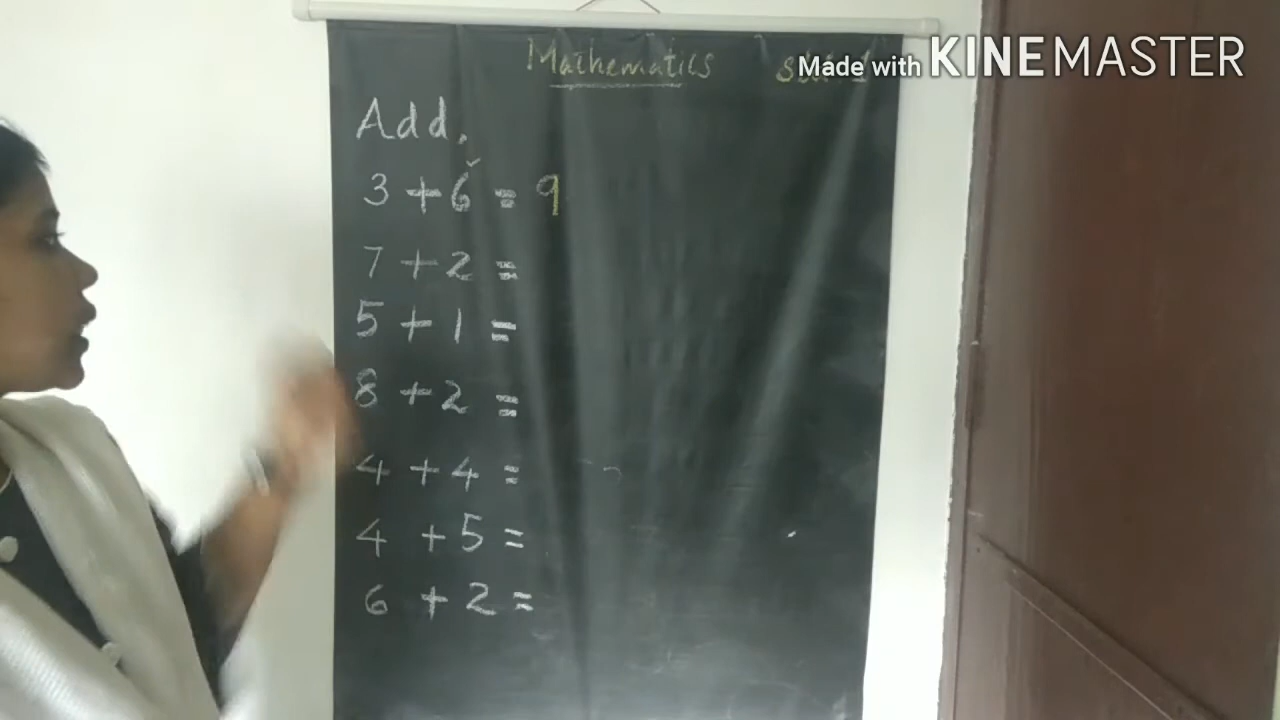 Mathematics
Made with KINEMASTER
Add.
3 + 6 = 9
7 + 2 =
5 + 1 =
8 + 2 =
4 + 4 =
4 + 5 =
6 + 2 =